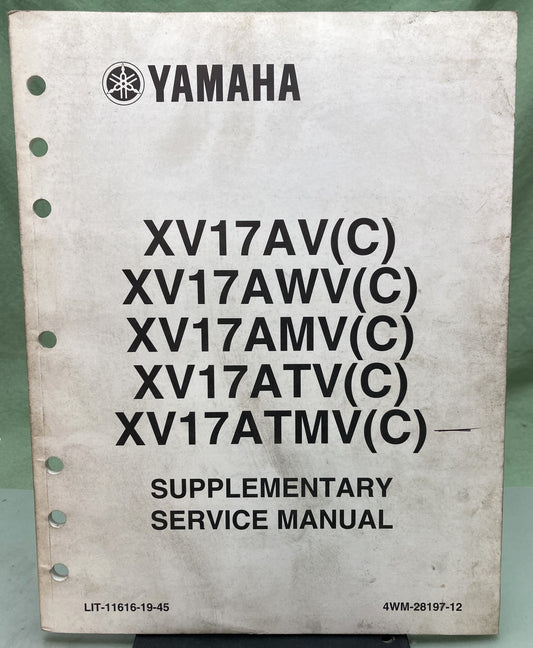 YAMAHA
XV17AV(C)
XV17AWV(C)
XV17AMV(C)
XV17ATV(C)
XV17ATMV(C)
SUPPLEMENTARY
SERVICE MANUAL
LIT-11616-19-45 4WM-28197-12